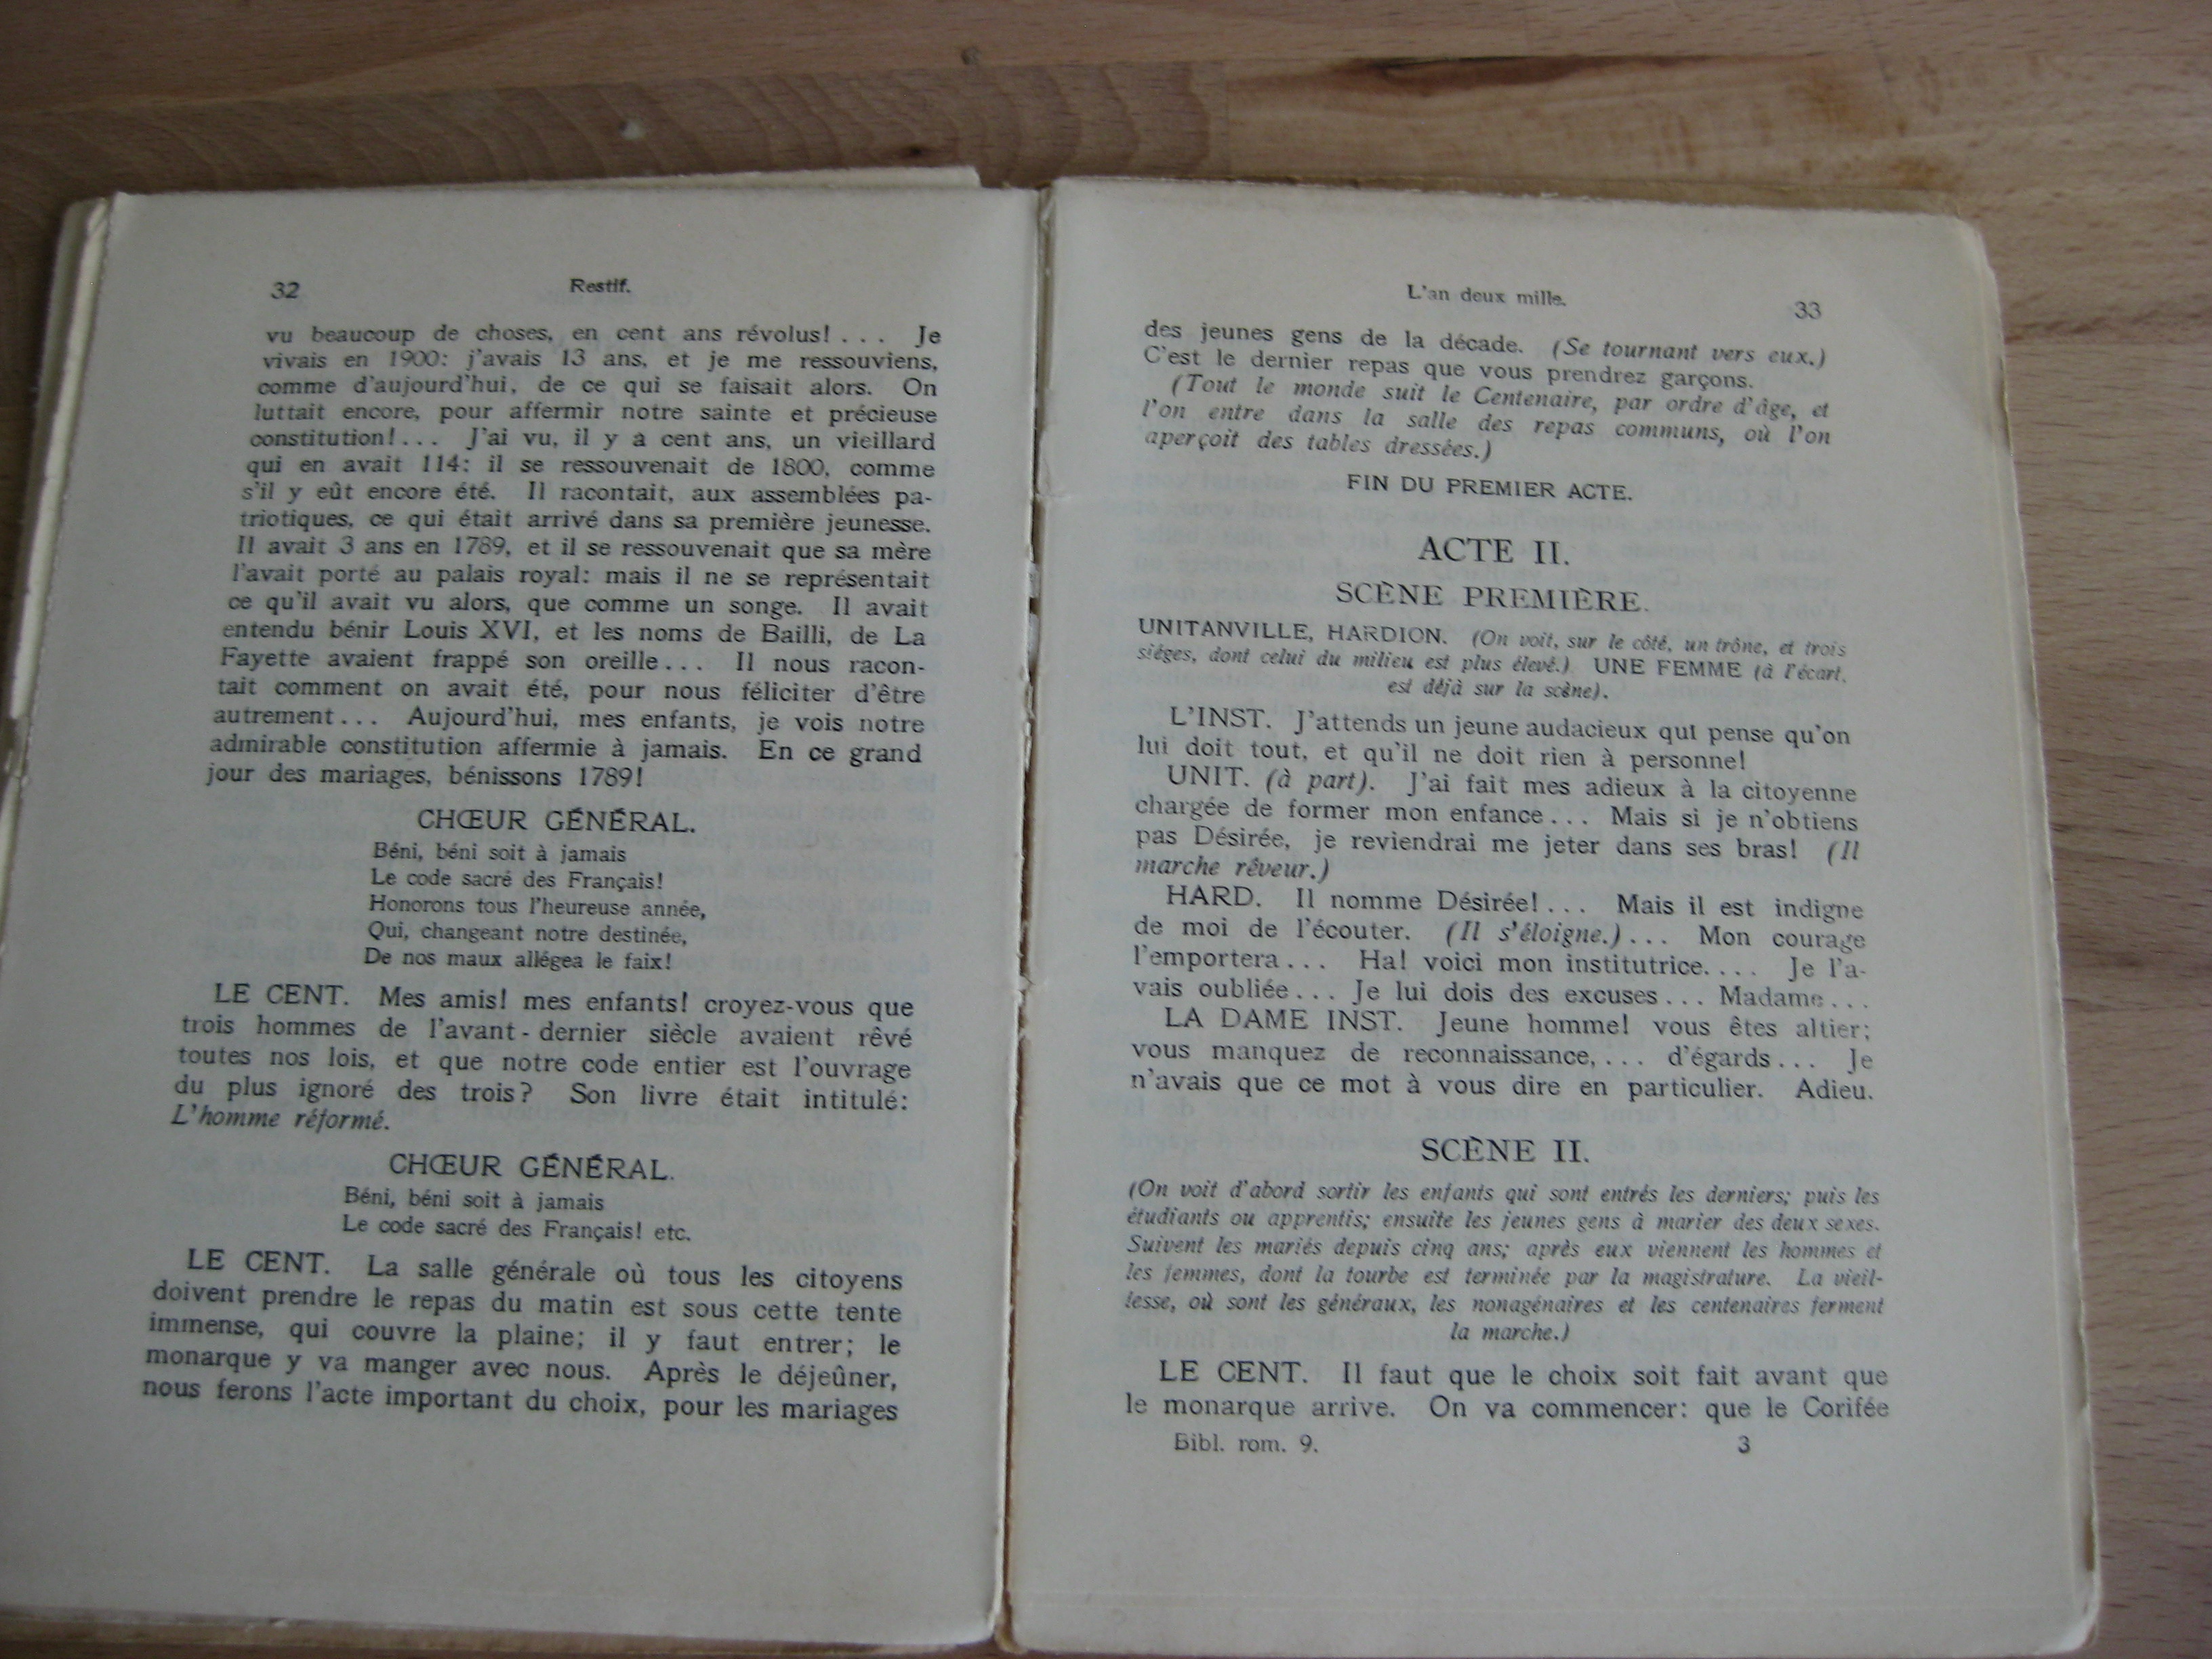 32
Restif.
vu beaucoup de choses, en cent ans révolus! . . . Je
vivais en 1900: j'avais 13 ans, et je me ressouviens,
comme d'aujourd'hui, de ce qui se faisait alors. On
luttait encore, pour affermir notre sainte et précieuse
constitution! . . . J'ai vu, il y a cent ans, un vieillard
qui en avait 114: il se ressouvenait de 1800, comme
s'il y eût encore été. Il racontait, aux assemblées pa-
triotiques, ce qui était arrivé dans sa première jeunesse.
Il avait 3 ans en 1789, et il se ressouvenait que sa mère
l'avait porté au palais royal: mais il ne se représentait
ce qu'il avait vu alors, que comme un songe. Il avait
entendu bénir Louis XVI, et les noms de Bailli, de La
Fayette avaient frappé son oreille . . . Il nous racon-
tait comment on avait été, pour nous féliciter d'être
autrement . . . Aujourd'hui, mes enfants, je vois notre
admirable constitution affermie à jamais. En ce grand
jour des mariages, bénissons 1789!
CHŒUR GÉNÉRAL.
Béni, béni soit à jamais
Le code sacré des Français!
Honorons tous l'heureuse année,
Qui, changeant notre destinée,
De nos maux allégea le faix!
LE CENT. Mes amis! mes enfants! croyez-vous que
trois hommes de l'avant-dernier siècle avaient rêvé
toutes nos lois, et que notre code entier est l'ouvrage
du plus ignoré des trois? Son livre était intitulé:
L'homme réformé.
CHŒUR GÉNÉRAL.
Béni, béni soit à jamais
Le code sacré des Français! etc.
LE CENT. La salle générale où tous les citoyens
doivent prendre le repas du matin est sous cette tente
immense, qui couvre la plaine; il y faut entrer; le
monarque y va manger avec nous. Après le déjeûner,
nous ferons l'acte important du choix, pour les mariages
L'an deux mille.
33
des jeunes gens de la décade. (Se tournant vers eux.)
C'est le dernier repas que vous prendrez garçons.
(Tout le monde suit le Centenaire, par ordre d'âge, et
l'on entre dans la salle des repas communs, où l'on
aperçoit des tables dressées.)
FIN DU PREMIER ACTE.
ACTE II.
SCÈNE PREMIÈRE.
UNITANVILLE, HARDION. (On voit, sur le côté, un trône, et trois
siéges, dont celui du milieu est plus élevé.) UNE FEMME (à l'écart,
est déjà sur la scène).
L'INST. J'attends un jeune audacieux qui pense qu'on
lui doit tout, et qu'il ne doit rien à personne!
UNIT. (à part). J'ai fait mes adieux à la citoyenne
chargée de former mon enfance . . . Mais si je n'obtiens
pas Désirée, je reviendrai me jeter dans ses bras! (Il
marche rêveur.)
HARD. Il nomme Désirée! . . . Mais il est indigne
de moi de l'écouter. (Il s'éloigne.) . . . Mon courage
l'emportera . . . Ha! voici mon institutrice. . . . Je l'a-
vais oubliée . . . Je lui dois des excuses . . . Madame . . .
LA DAME INST. Jeune homme! vous êtes altier;
vous manquez de reconnaissance, . . . d'égards . . . Je
n'avais que ce mot à vous dire en particulier. Adieu.
SCÈNE II.
(On voit d'abord sortir les enfants qui sont entrés les derniers; puis les
étudiants ou apprentis; ensuite les jeunes gens à marier des deux sexes.
Suivent les mariés depuis cinq ans; après eux viennent les hommes et
les femmes, dont la tourbe est terminée par la magistrature. La vieil-
lesse, où sont les généraux, les nonagénaires et les centenaires ferment
la marche.)
LE CENT. Il faut que le choix soit fait avant que
le monarque arrive. On va commencer: que le Corifée
Bibl. rom. 9.
3